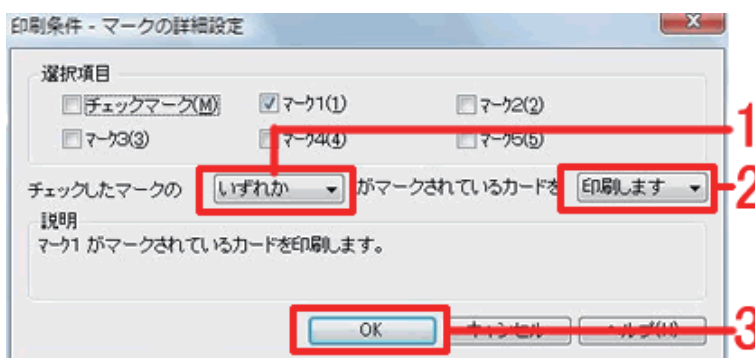 印刷条件 - マークの詳細設定
選択項目
チェックマーク(M) マーク1(1) マーク2(2)
マーク3(3) マーク4(4) マーク5(5)
1
チェックしたマークの いずれか がマークされているカードを 印刷します
2
説明
マーク1 がマークされているカードを印刷します。
OK キャンセル ヘルプ(H)
3